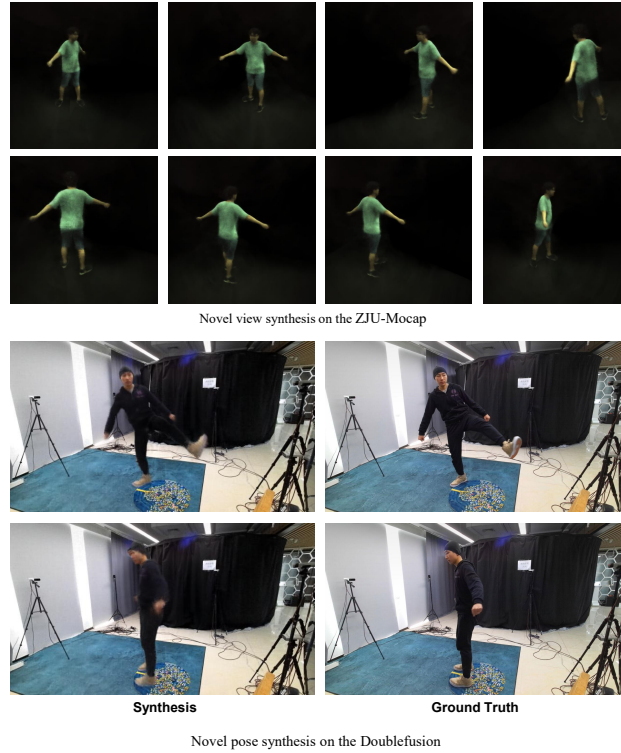 Novel view synthesis on the ZJU-Mocap
Synthesis
Ground Truth
Novel pose synthesis on the Doublefusion